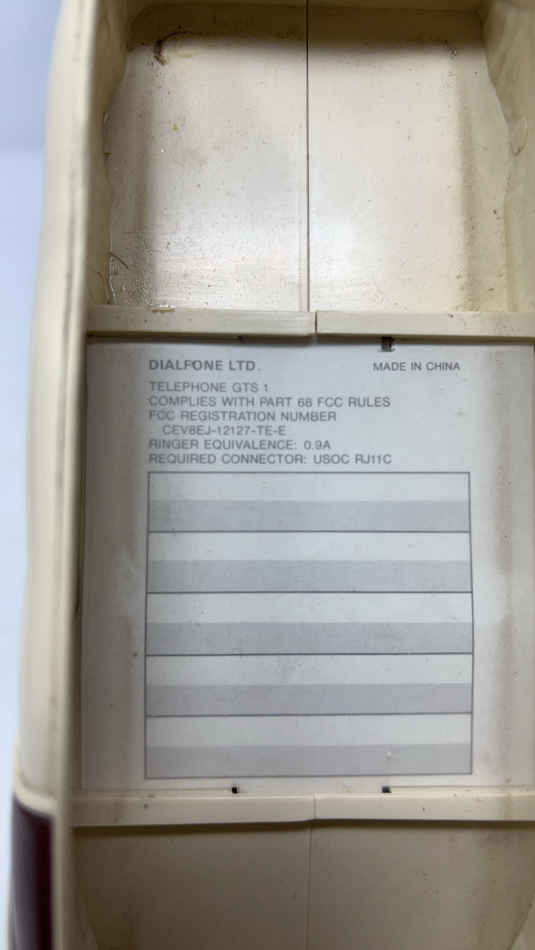 DIALFONE LTD.
MADE IN CHINA
TELEPHONE GTS 1
COMPLIES WITH PART 68 FCC RULES
FCC REGISTRATION NUMBER
CEV8EJ-12127-TE-E
RINGER EQUIVALENCE: 0.9A
REQUIRED CONNECTOR: USOC RJ11C